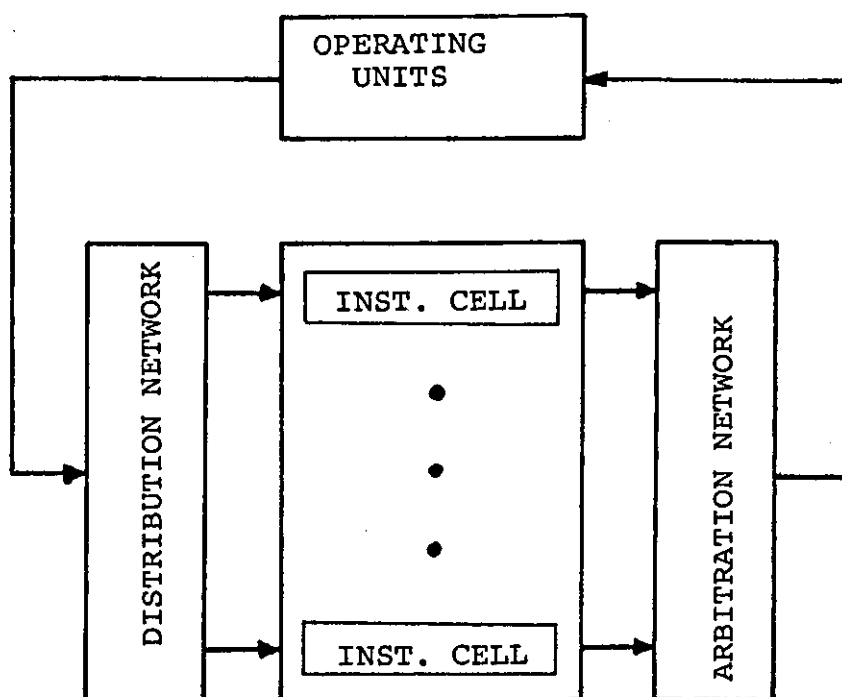 OPERATING
UNITS
DISTRIBUTION NETWORK
INST. CELL
INST. CELL
ARBITRATION NETWORK